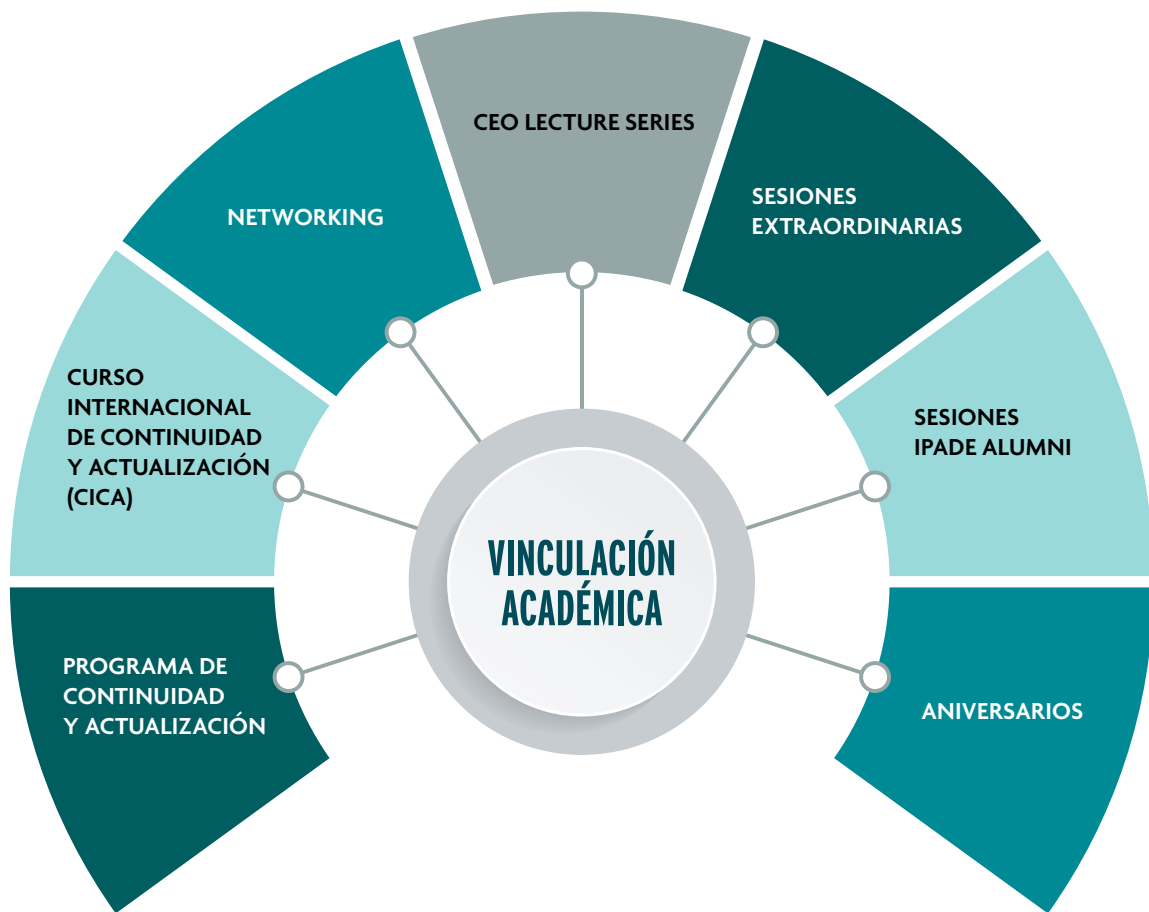 CEO LECTURE SERIES
NETWORKING
SESIONES
EXTRAORDINARIAS
CURSO
INTERNACIONAL
DE CONTINUIDAD
Y ACTUALIZACIÓN
(CICA)
SESIONES
IPADE ALUMNI
VINCULACIÓN
ACADÉMICA
PROGRAMA DE
CONTINUIDAD
Y ACTUALIZACIÓN
ANIVERSARIOS